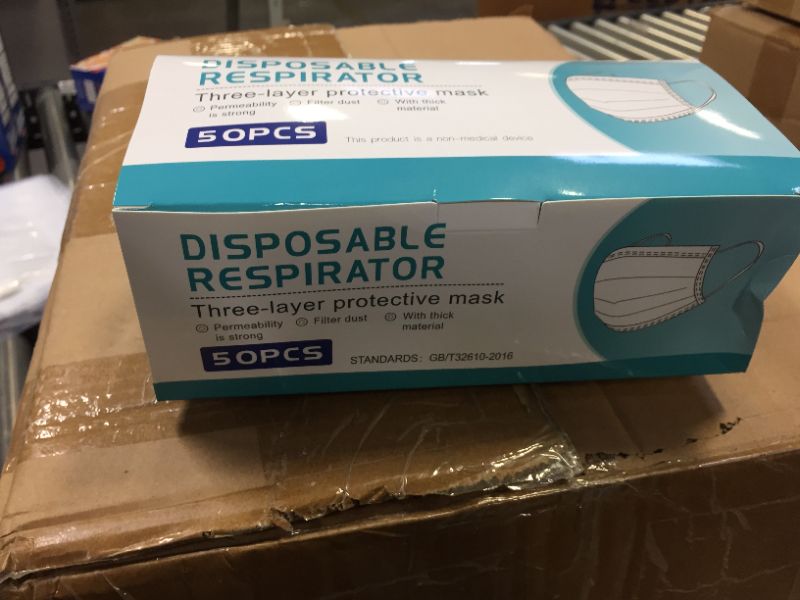 DISPOSABLE
RESPIRATOR
Three-layer protective mask
Permeability is strong
Filter dust
With thick material
50PCS
This product is a non-medical device
DISPOSABLE
RESPIRATOR
Three-layer protective mask
Permeability is strong
Filter dust
With thick material
50PCS
STANDARDS: GB/T32610-2016